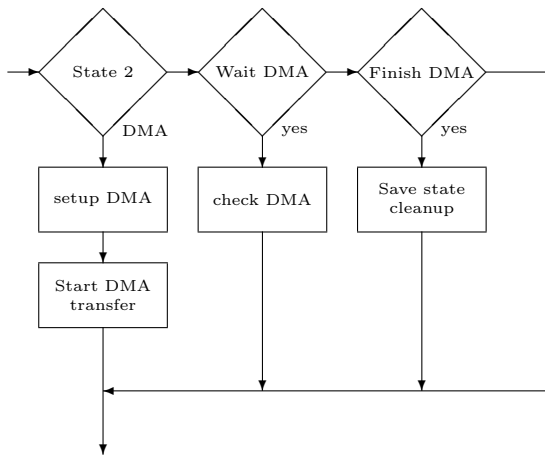 State 2
Wait DMA
Finish DMA
DMA
yes
yes
setup DMA
check DMA
Save state
cleanup
Start DMA
transfer